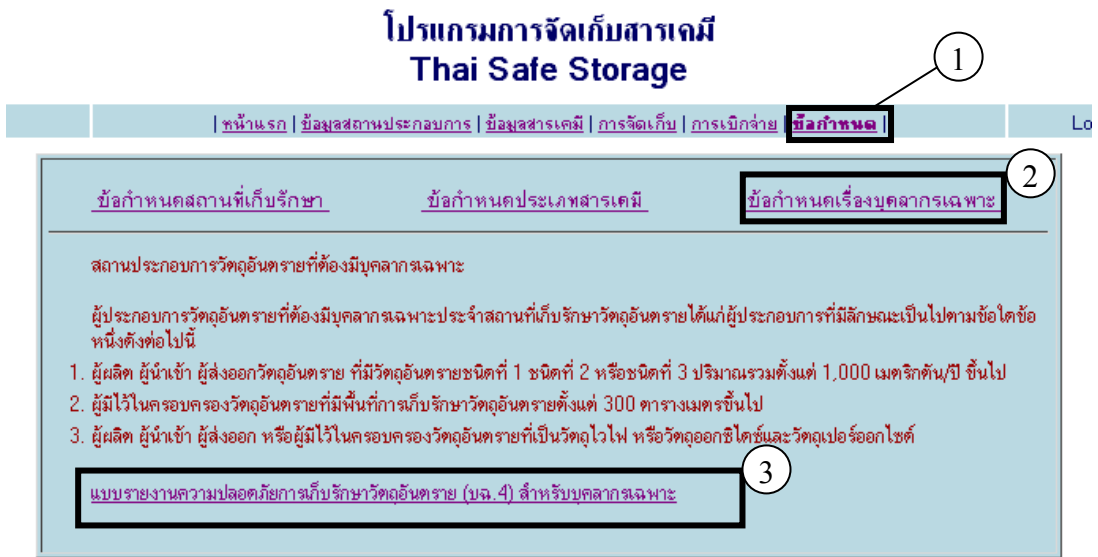 โปรแกรมการจัดเก็บสารเคมี
Thai Safe Storage
1
| หน้าแรก | ข้อมูลสถานประกอบการ | ข้อมูลสารเคมี | การจัดเก็บ | การเบิกจ่าย | ข้อกำหนด | Lo
2
ข้อกำหนดสถานที่เก็บรักษา ข้อกำหนดประเภทสารเคมี ข้อกำหนดเรื่องบุคลากรเฉพาะ
สถานประกอบการวัตถุอันตรายที่ต้องมีบุคลากรเฉพาะ
ผู้ประกอบการวัตถุอันตรายที่ต้องมีบุคลากรเฉพาะประจำสถานที่เก็บรักษาวัตถุอันตรายได้แก่ผู้ประกอบการที่มีลักษณะเป็นไปตามข้อใดข้อ
หนึ่งดังต่อไปนี้
1. ผู้ผลิต ผู้นำเข้า ผู้ส่งออกวัตถุอันตราย ที่มีวัตถุอันตรายชนิดที่ 1 ชนิดที่ 2 หรือชนิดที่ 3 ปริมาณรวมตั้งแต่ 1,000 เมตริกตัน/ปี ขึ้นไป
2. ผู้มีไว้ในครอบครองวัตถุอันตรายที่มีพื้นที่การเก็บรักษาวัตถุอันตรายตั้งแต่ 300 ตารางเมตรขึ้นไป
3. ผู้ผลิต ผู้นำเข้า ผู้ส่งออก หรือผู้มีไว้ในครอบครองวัตถุอันตรายที่เป็นวัตถุไวไฟ หรือวัตถุออกซิไดซ์และวัตถุเปอร์ออกไซด์
3
แบบรายงานความปลอดภัยการเก็บรักษาวัตถุอันตราย (บฉ.4) สำหรับบุคลากรเฉพาะ